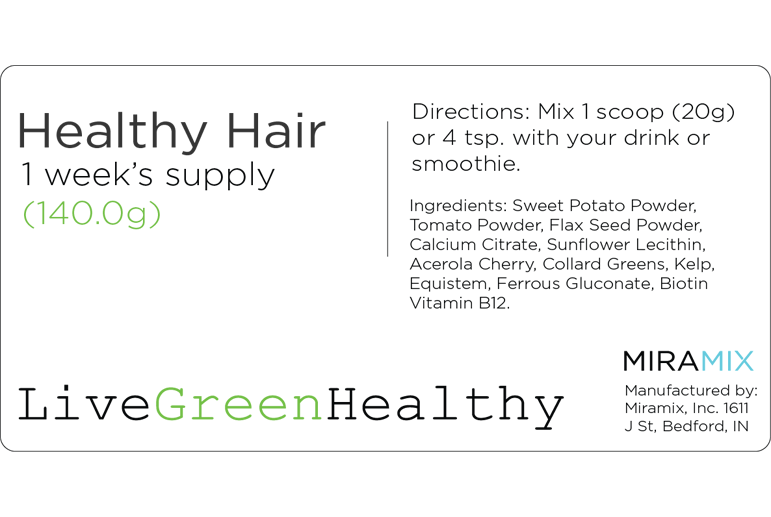 Healthy Hair
1 week's supply
(140.0g)
Directions: Mix 1 scoop (20g)
or 4 tsp. with your drink or
smoothie.
Ingredients: Sweet Potato Powder,
Tomato Powder, Flax Seed Powder,
Calcium Citrate, Sunflower Lecithin,
Acerola Cherry, Collard Greens, Kelp,
Equistem, Ferrous Gluconate, Biotin
Vitamin B12.
LiveGreenHealthy
MIRAMIX
Manufactured by:
Miramix, Inc. 1611
J St, Bedford, IN